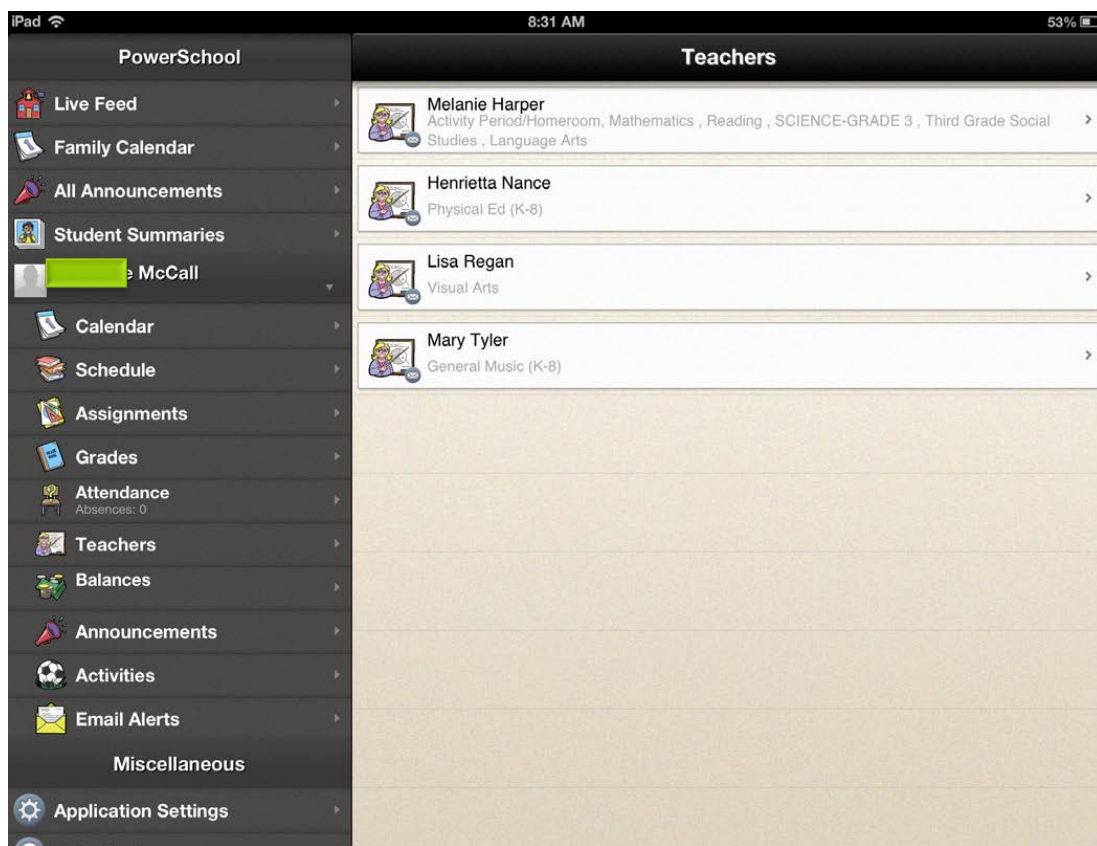 iPad 8:31 AM 53%
PowerSchool
Live Feed
Family Calendar
All Announcements
Student Summaries
McCall
Calendar
Schedule
Assignments
Grades
Attendance
Absences: 0
Teachers
Balances
Announcements
Activities
Email Alerts
Miscellaneous
Application Settings
Teachers
Melanie Harper
Activity Period/Homeroom, Mathematics , Reading , SCIENCE-GRADE 3 , Third Grade Social
Studies , Language Arts
Henrietta Nance
Physical Ed (K-8)
Lisa Regan
Visual Arts
Mary Tyler
General Music (K-8)